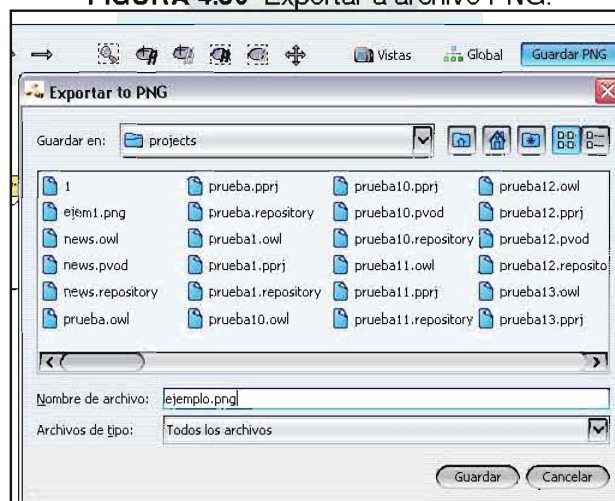 FIGURA 4.30 Exportar a archivo PNG.
Vistas Global Guardar PNG
Exportar to PNG
Guardar en: projects
1 prueba.pprj prueba10.pprj prueba12.owl
ejem1.png prueba.repository prueba10.pvod prueba12.pprj
news.owl prueba1.owl prueba10.repository prueba12.pvod
news.pvod prueba1.pprj prueba11.owl prueba12.reposito
news.repository prueba1.repository prueba11.pprj prueba13.owl
prueba.owl prueba10.owl prueba11.repository prueba13.pprj
Nombre de archivo: ejemplo.png
Archivos de tipo: Todos los archivos
Guardar Cancelar